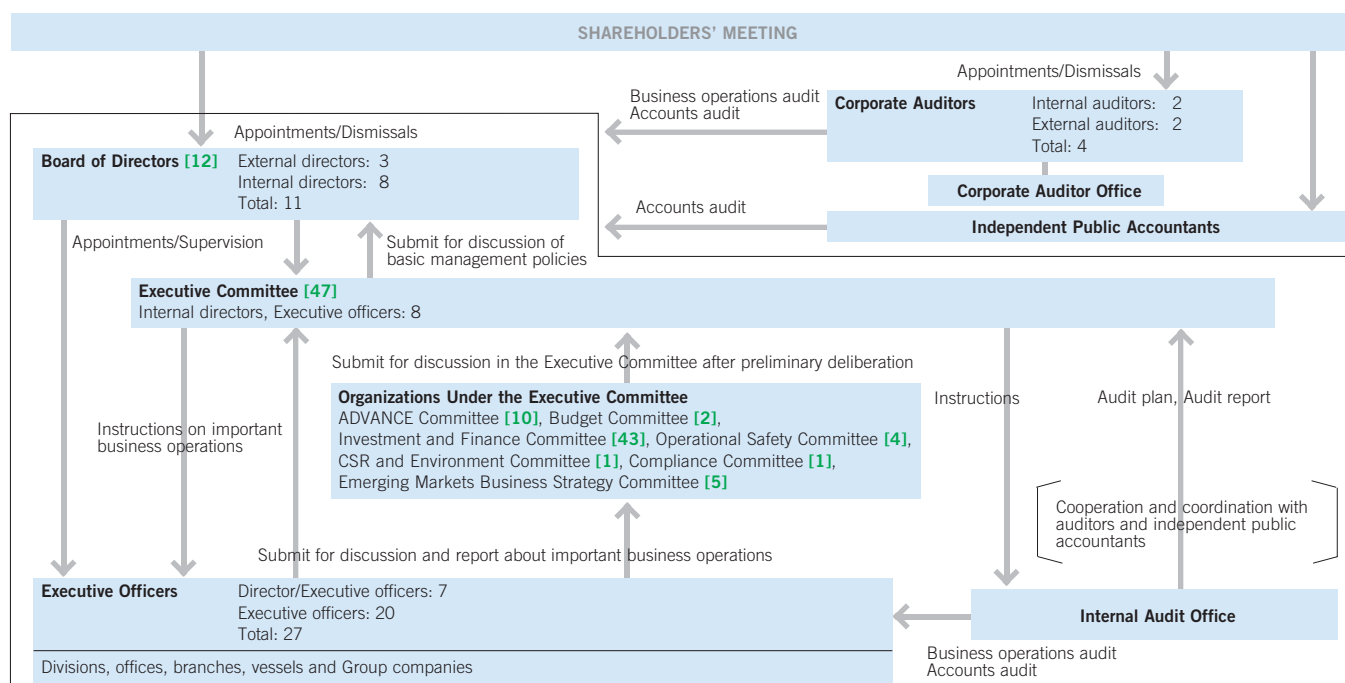 SHAREHOLDERS' MEETING
Appointments/Dismissals
Business operations audit
Accounts audit
Corporate Auditors
Internal auditors: 2
External auditors: 2
Total: 4
Appointments/Dismissals
Board of Directors [12]
External directors: 3
Internal directors: 8
Total: 11
Corporate Auditor Office
Accounts audit
Independent Public Accountants
Appointments/Supervision
Submit for discussion of
basic management policies
Executive Committee [47]
Internal directors, Executive officers: 8
Submit for discussion in the Executive Committee after preliminary deliberation
Organizations Under the Executive Committee
ADVANCE Committee [10], Budget Committee [2],
Investment and Finance Committee [43], Operational Safety Committee [4],
CSR and Environment Committee [1], Compliance Committee [1],
Emerging Markets Business Strategy Committee [5]
Instructions
Audit plan, Audit report
Instructions on important
business operations
Cooperation and coordination with
auditors and independent public
accountants
Submit for discussion and report about important business operations
Executive Officers
Director/Executive officers: 7
Executive officers: 20
Total: 27
Internal Audit Office
Business operations audit
Accounts audit
Divisions, offices, branches, vessels and Group companies